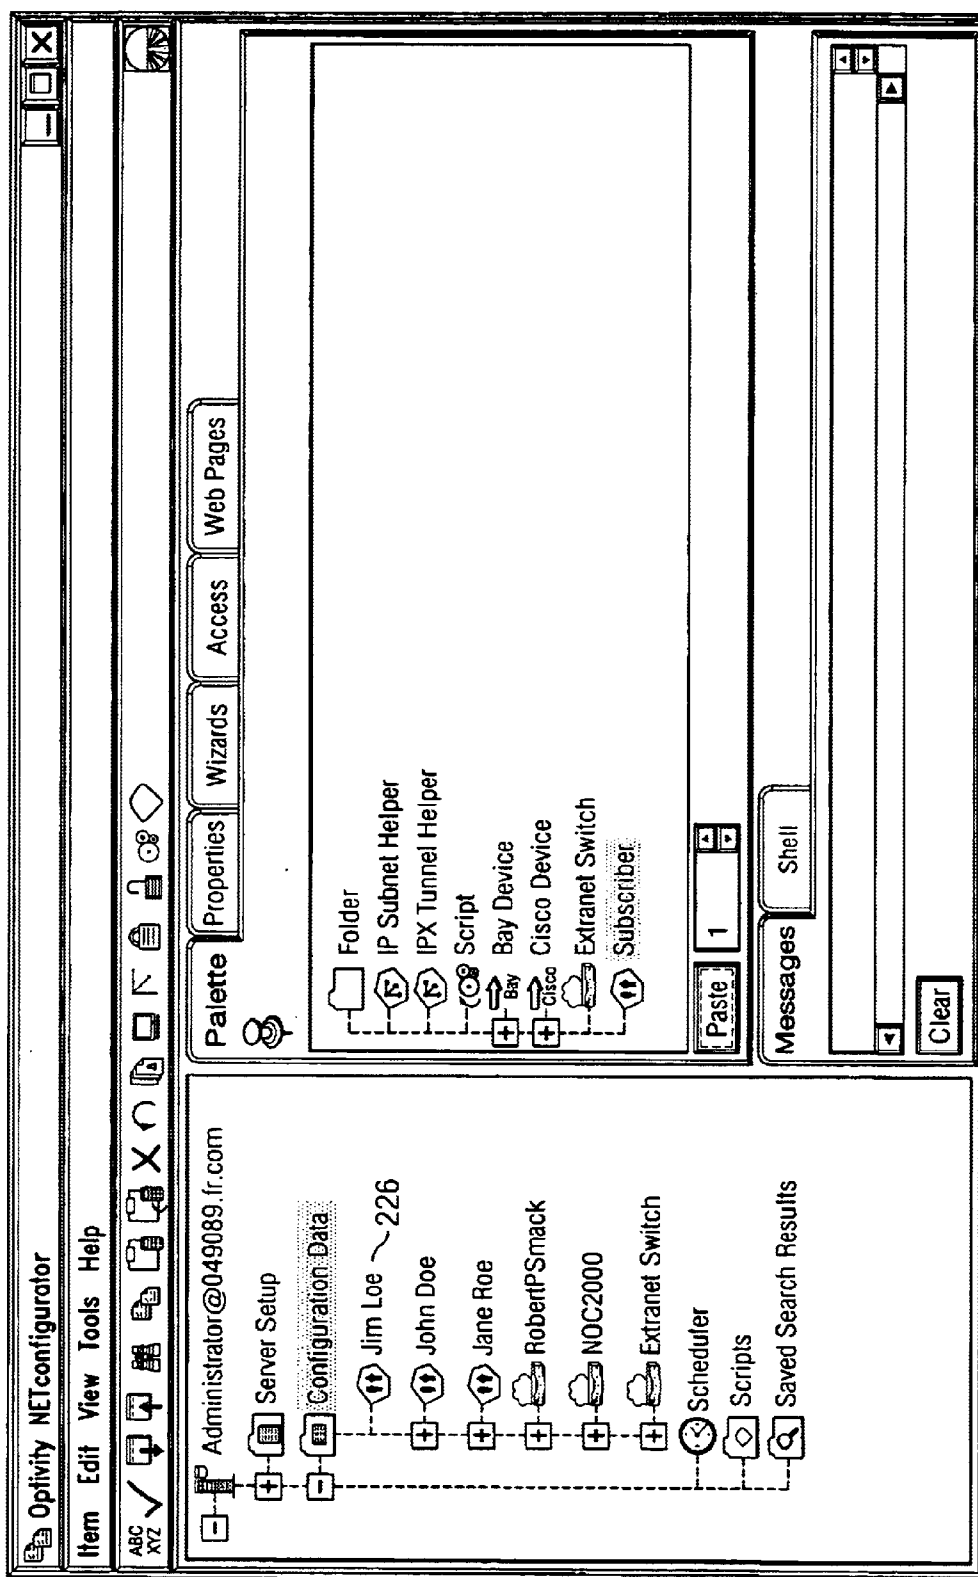 Optivity NETconfigurator
Item Edit View Tools Help
ABC
XYZ
Administrator@049089.fr.com
Server Setup
Configuration Data
Jim Loe 226
John Doe
Jane Roe
RobertPSmack
NOC2000
Extranet Switch
Scheduler
Scripts
Saved Search Results
Palette Properties Wizards Access Web Pages
Folder
IP Subnet Helper
IPX Tunnel Helper
Script
Bay Device
Bay
Cisco Device
Cisco
Extranet Switch
Subscriber
Paste 1
Messages Shell
Clear